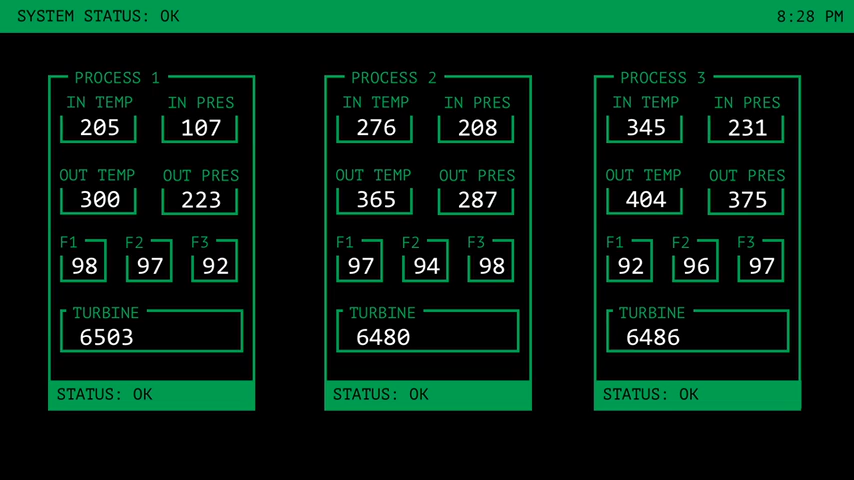 SYSTEM STATUS: OK 8:28 PM
PROCESS 1
IN TEMP IN PRES
205 107
OUT TEMP OUT PRES
300 223
F1 F2 F3
98 97 92
TURBINE
6503
STATUS: OK
PROCESS 2
IN TEMP IN PRES
276 208
OUT TEMP OUT PRES
365 287
F1 F2 F3
97 94 98
TURBINE
6480
STATUS: OK
PROCESS 3
IN TEMP IN PRES
345 231
OUT TEMP OUT PRES
404 375
F1 F2 F3
92 96 97
TURBINE
6486
STATUS: OK